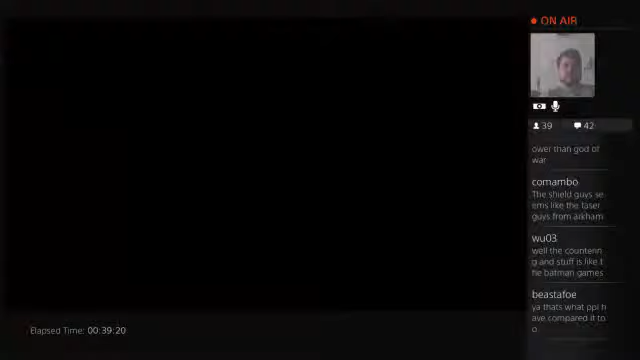 ON AIR
39 42
ower than god of
war
comambo
The shield guys se
ems like the taser
guys from arkham
wu03
well the counterin
g and stuff is like t
he batman games
beastafoe
ya thats what ppl h
ave compared it to
o.
Elapsed Time: 00:39:20